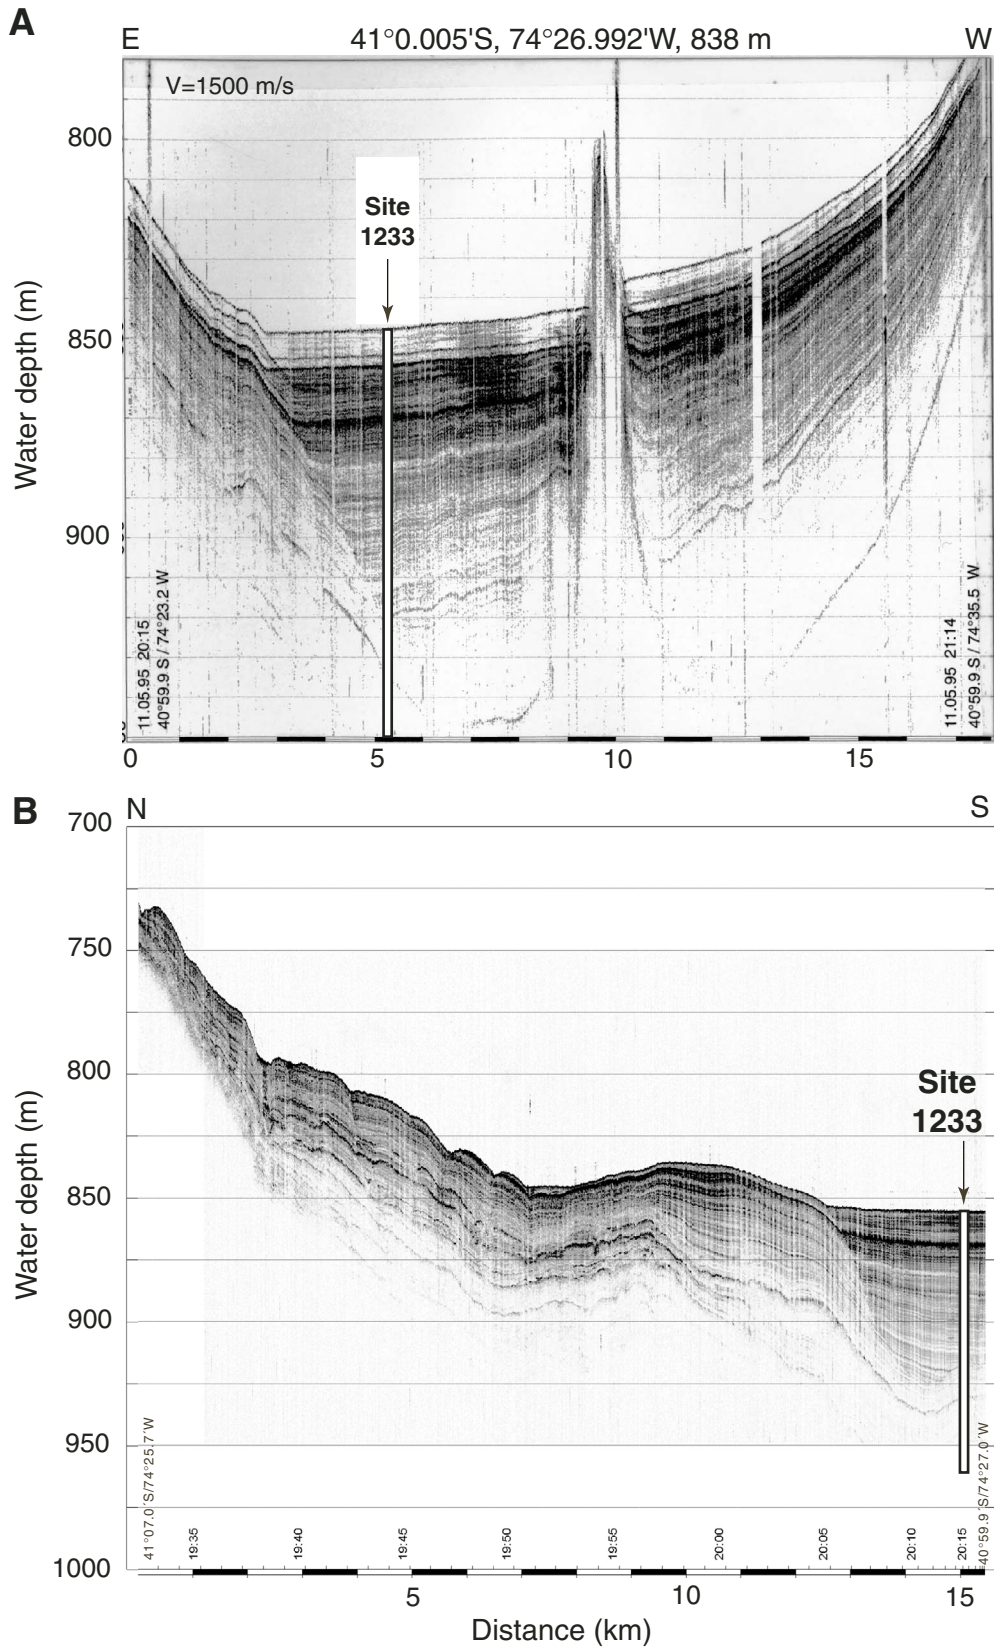 A
E 41°0.005'S, 74°26.992'W, 838 m W
V=1500 m/s
800
Site
1233
850
Water depth (m)
900
11.05.95 20:15
40°59.9 S / 74°23.2 W
11.05.95 21:14
40°59.9 S / 74°35.5 W
0 5 10 15
B N S
700
750
800
Site
1233
850
Water depth (m)
900
950
41°07.0'S/74°25.7'W
40°59.9'S/74°27.0'W
19:35 19:40 19:45 19:50 19:55 20:00 20:05 20:10 20:15
1000
5 10 15
Distance (km)